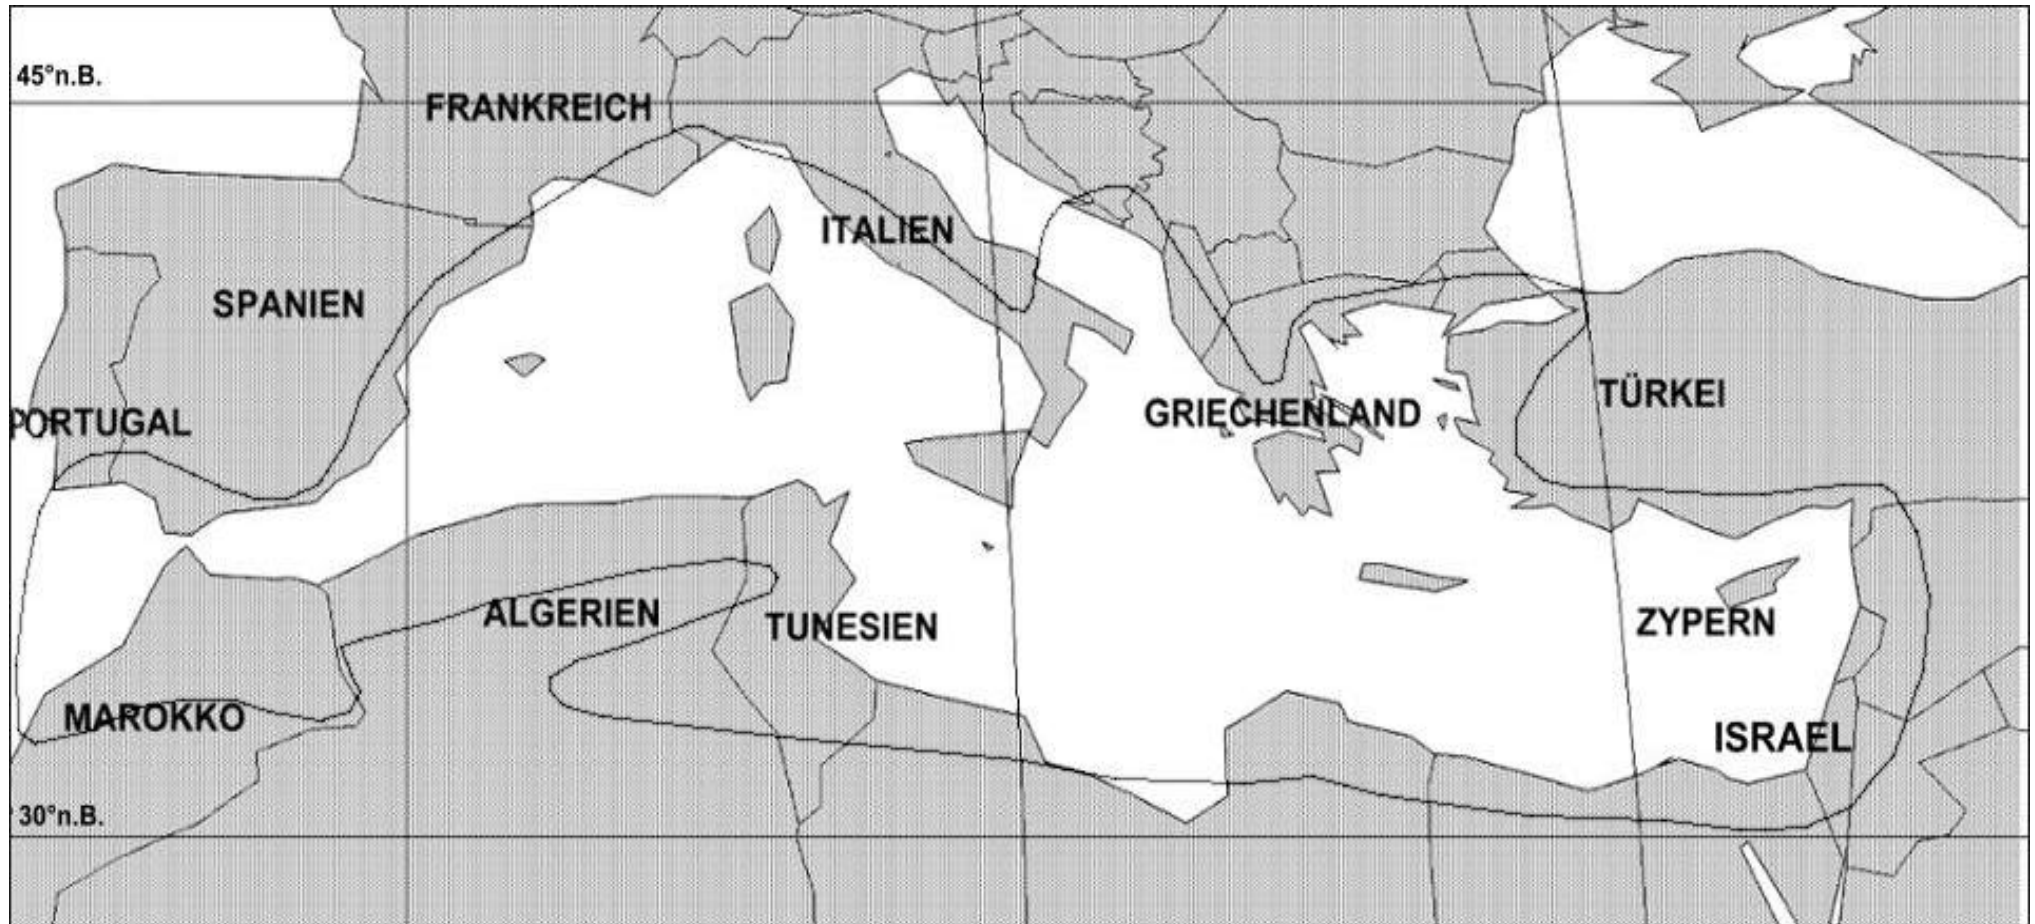 45°n.B.
FRANKREICH
ITALIEN
SPANIEN
TÜRKEI
GRIECHENLAND
PORTUGAL
ALGERIEN
TUNESIEN
ZYPERN
MAROKKO
ISRAEL
30°n.B.